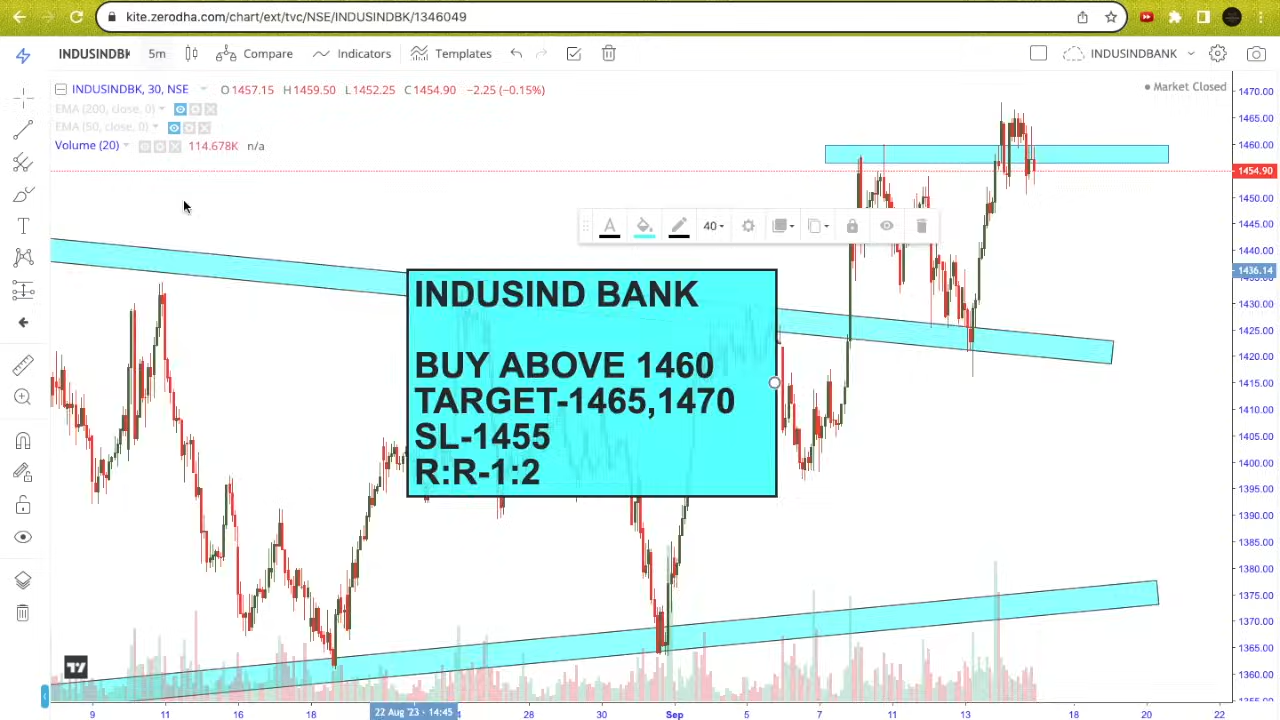 kite.zerodha.com/chart/ext/tvc/NSE/INDUSINDBK/1346049
INDUSINDBK 5m Compare Indicators Templates INDUSINDBANK
INDUSINDBK, 30, NSE O1457.15 H1459.50 L1452.25 C1454.90 −2.25 (−0.15%)
Market Closed
EMA (200, close, 0)
EMA (50, close, 0)
Volume (20) 114.678K n/a
40
INDUSIND BANK
BUY ABOVE 1460
TARGET-1465,1470
SL-1455
R:R-1:2
1470.00
1465.00
1460.00
1454.90
1450.00
1445.00
1440.00
1436.14
1430.00
1425.00
1420.00
1415.00
1410.00
1405.00
1400.00
1395.00
1390.00
1385.00
1380.00
1375.00
1370.00
1365.00
1360.00
9 11 16 18 22 Aug '23 - 14:45 28 30 Sep 5 7 11 13 18 20 22